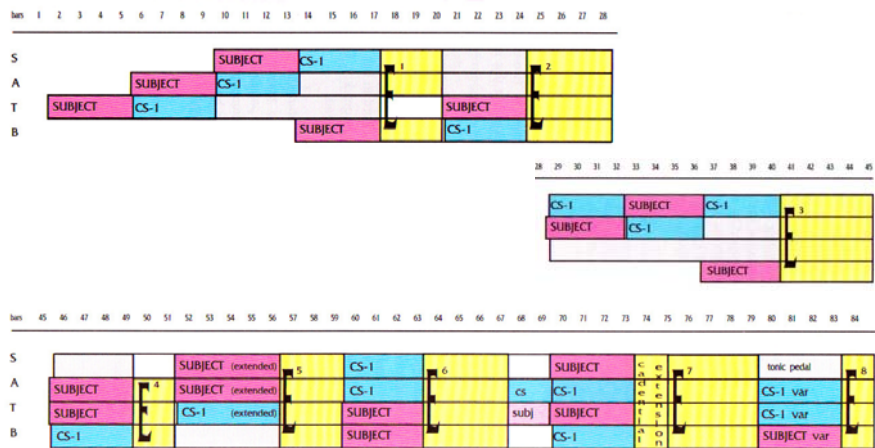 bars 1 2 3 4 5 6 7 8 9 10 11 12 13 14 15 16 17 18 19 20 21 22 23 24 25 26 27 28
S SUBJECT CS-1 1 2
A SUBJECT CS-1
T SUBJECT CS-1 SUBJECT
B SUBJECT CS-1
28 29 30 31 32 33 34 35 36 37 38 39 40 41 42 43 44 45
CS-1 SUBJECT CS-1 3
SUBJECT CS-1
SUBJECT
bars 45 46 47 48 49 50 51 52 53 54 55 56 57 58 59 60 61 62 63 64 65 66 67 68 69 70 71 72 73 74 75 76 77 78 79 80 81 82 83 84
S SUBJECT (extended) 5 CS-1 6 SUBJECT cadential extension 7 tonic pedal 8
A SUBJECT 4 SUBJECT (extended) CS-1 cs CS-1 CS-1 var
T SUBJECT CS-1 (extended) SUBJECT subj SUBJECT CS-1 var
B CS-1 SUBJECT CS-1 SUBJECT var